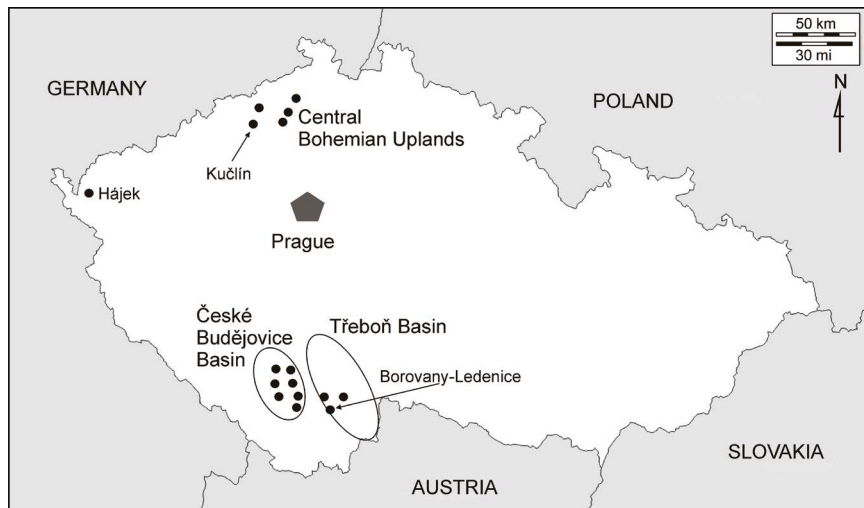 50 km
30 mi
N
GERMANY
POLAND
Central
Bohemian Uplands
Kučlín
Hájek
Prague
České
Budějovice
Basin
Třeboň Basin
Borovany-Ledenice
SLOVAKIA
AUSTRIA